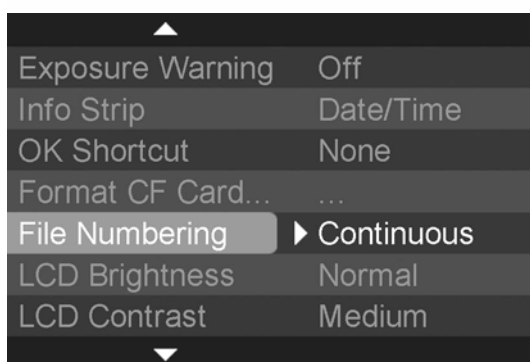 Exposure Warning Off
Info Strip Date/Time
OK Shortcut None
Format CF Card... ...
File Numbering Continuous
LCD Brightness Normal
LCD Contrast Medium